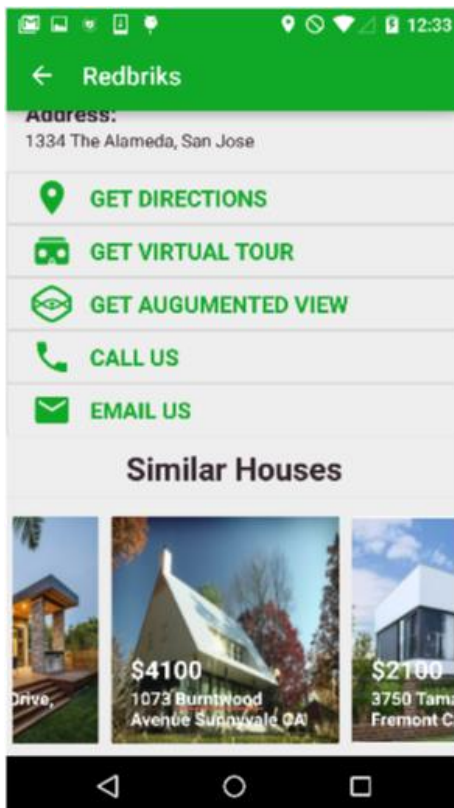 12:33
Redbriks
Address:
1334 The Alameda, San Jose
GET DIRECTIONS
GET VIRTUAL TOUR
GET AUGUMENTED VIEW
CALL US
EMAIL US
Similar Houses
Drive,
$4100
1073 Burntwood
Avenue Sunnyvale CA
$2100
3750 Tama
Fremont C